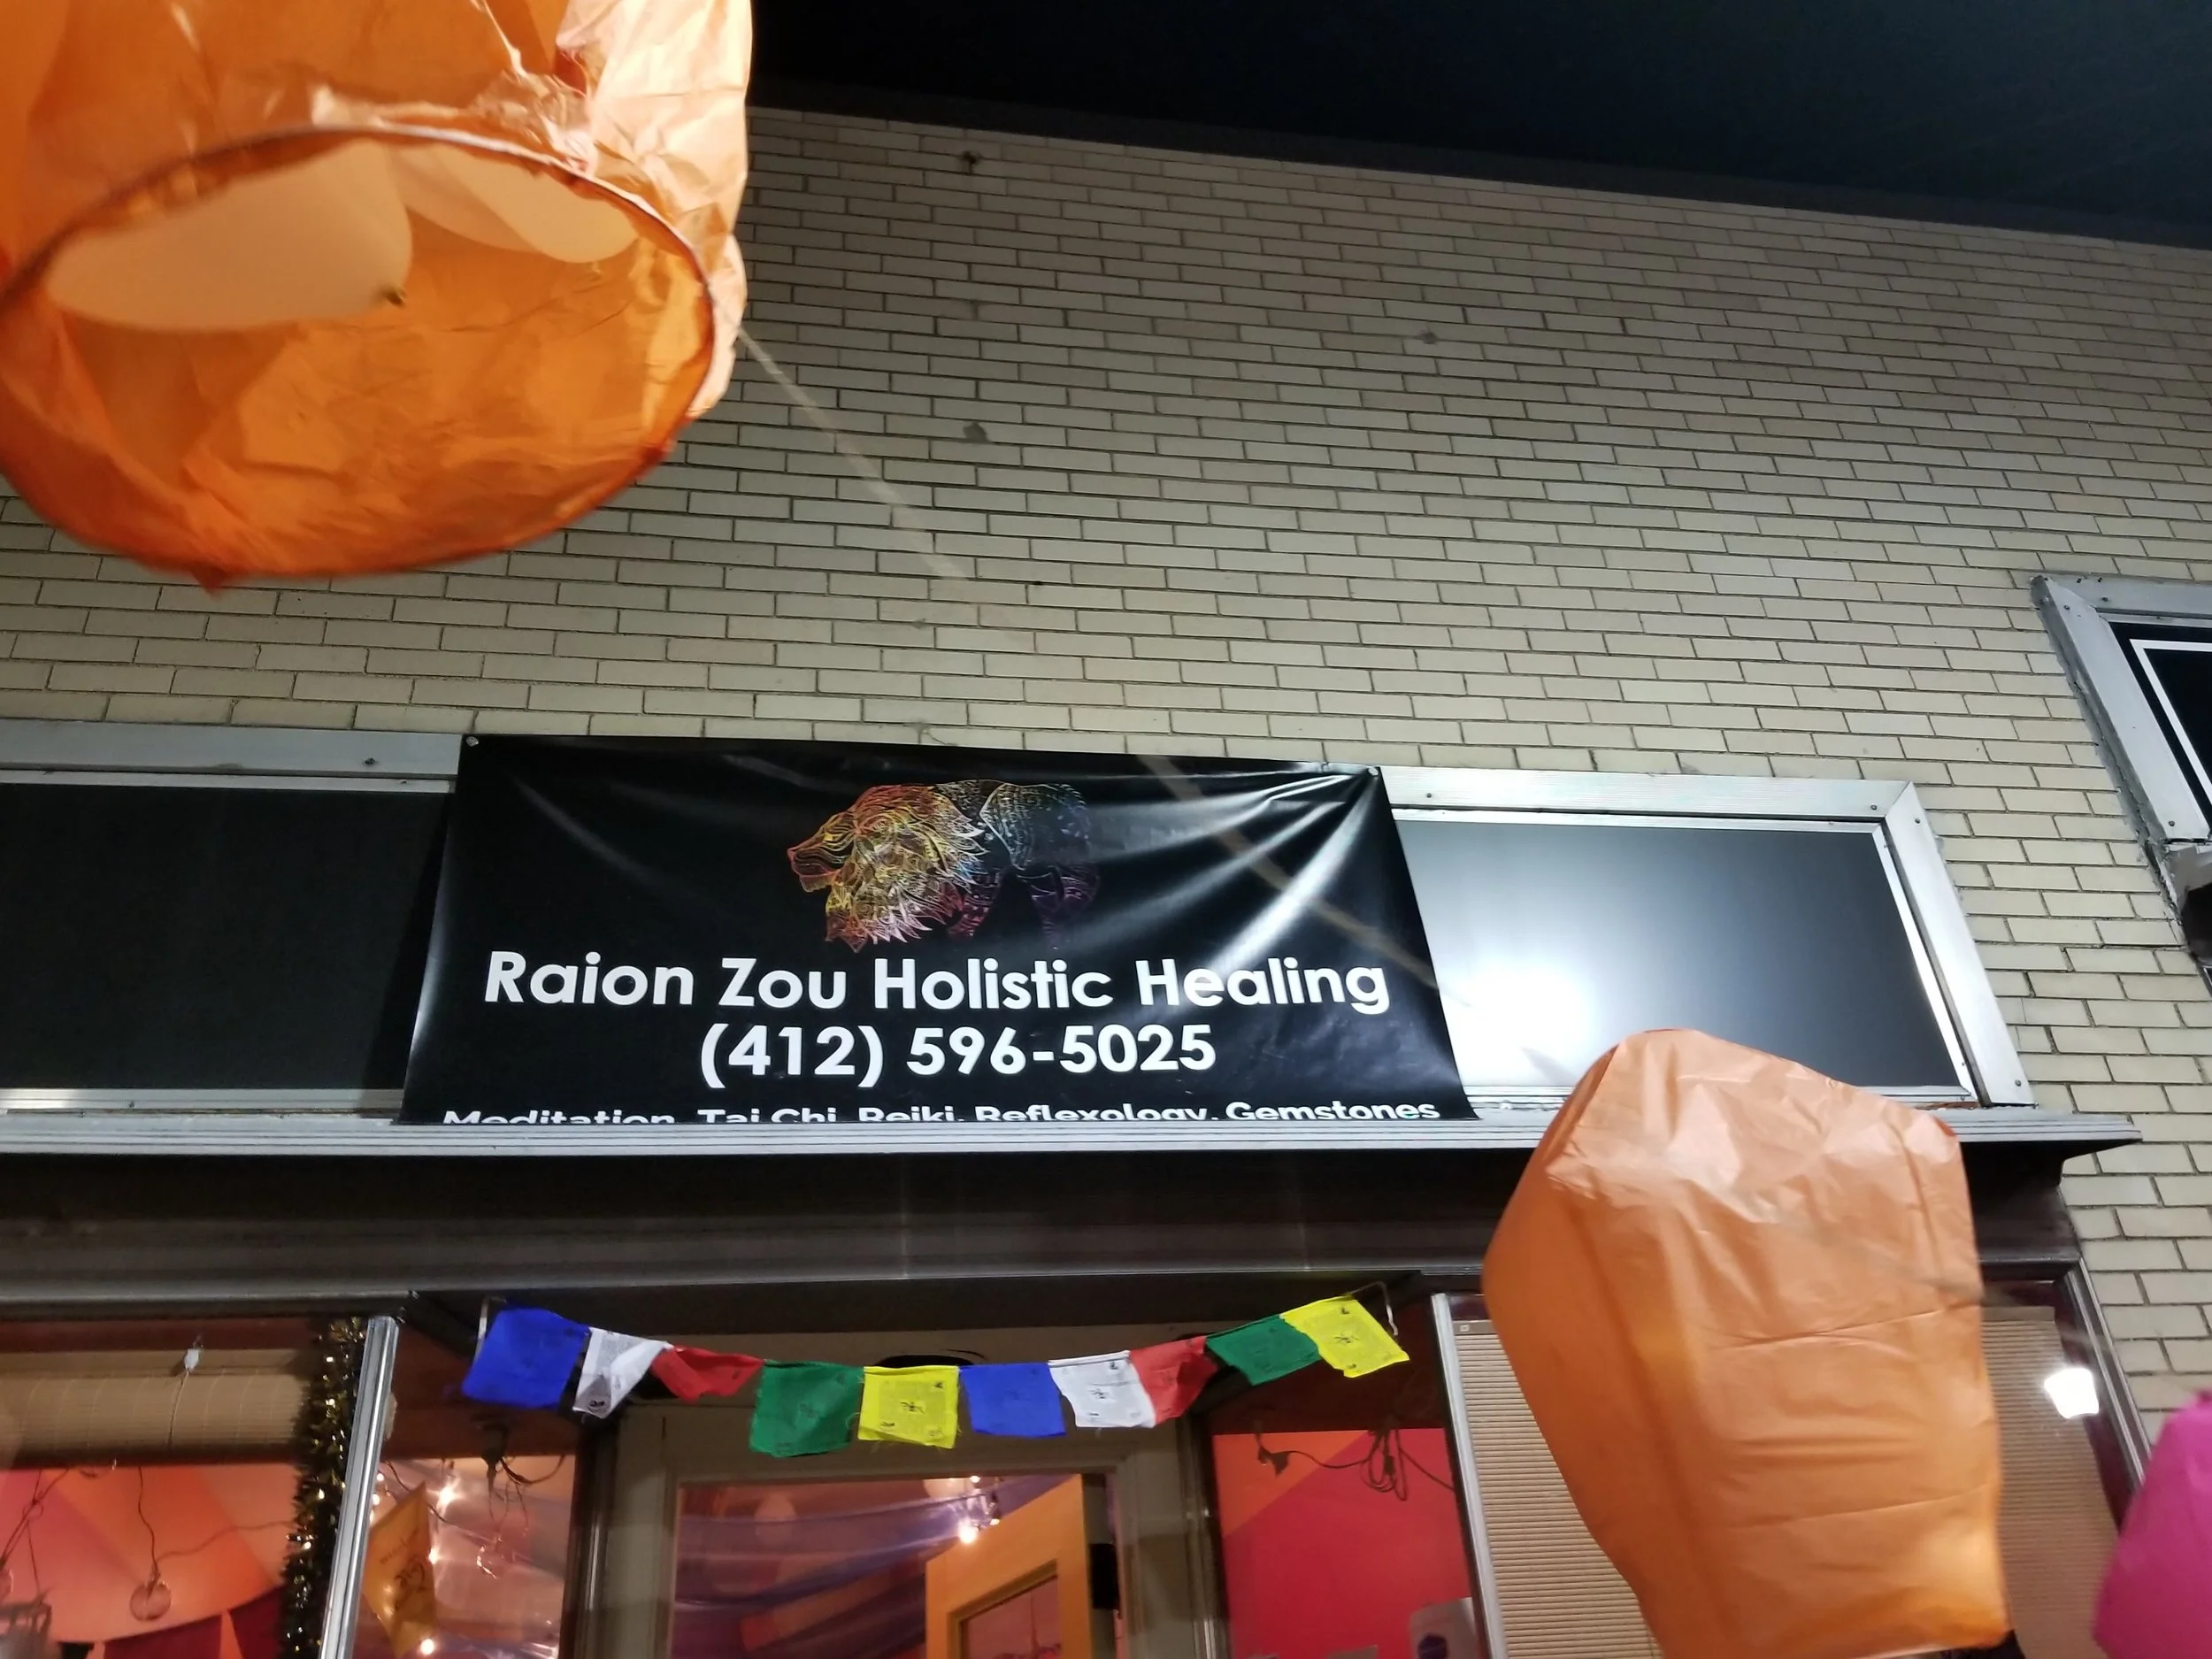 Raion Zou Holistic Healing
(412) 596-5025
Meditation, Tai Chi, Reiki, Reflexology, Gemstones